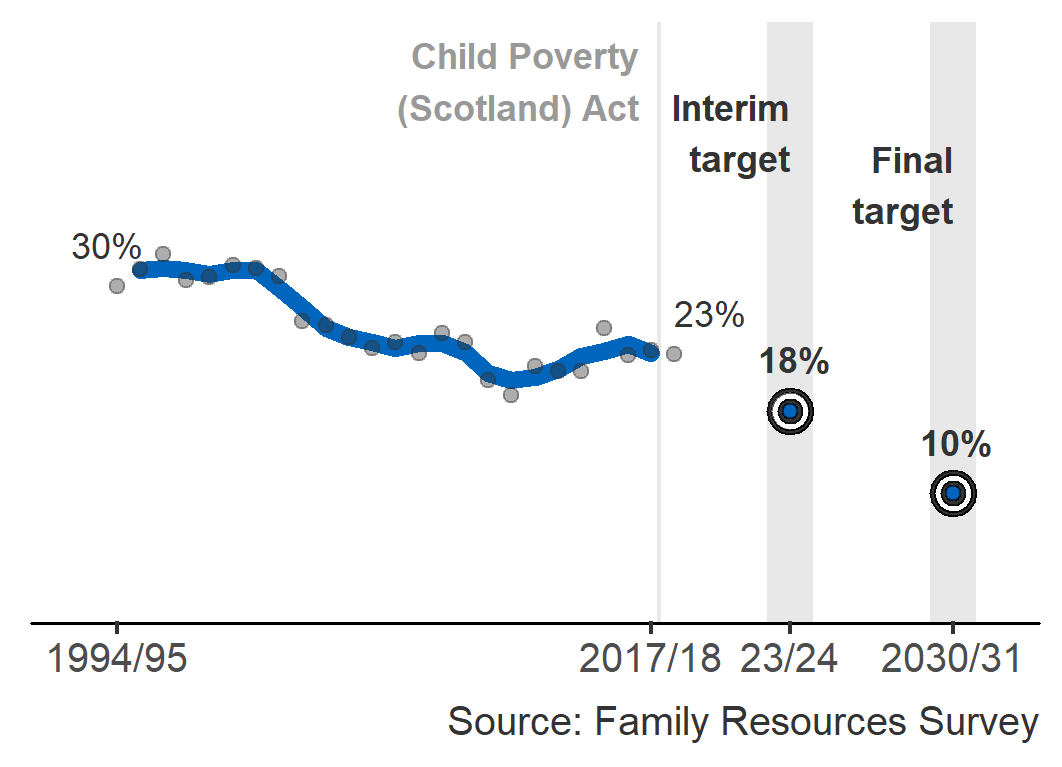 Child Poverty
(Scotland) Act
Interim
target
Final
target
30%
23%
18%
10%
1994/95
2017/18
23/24
2030/31
Source: Family Resources Survey